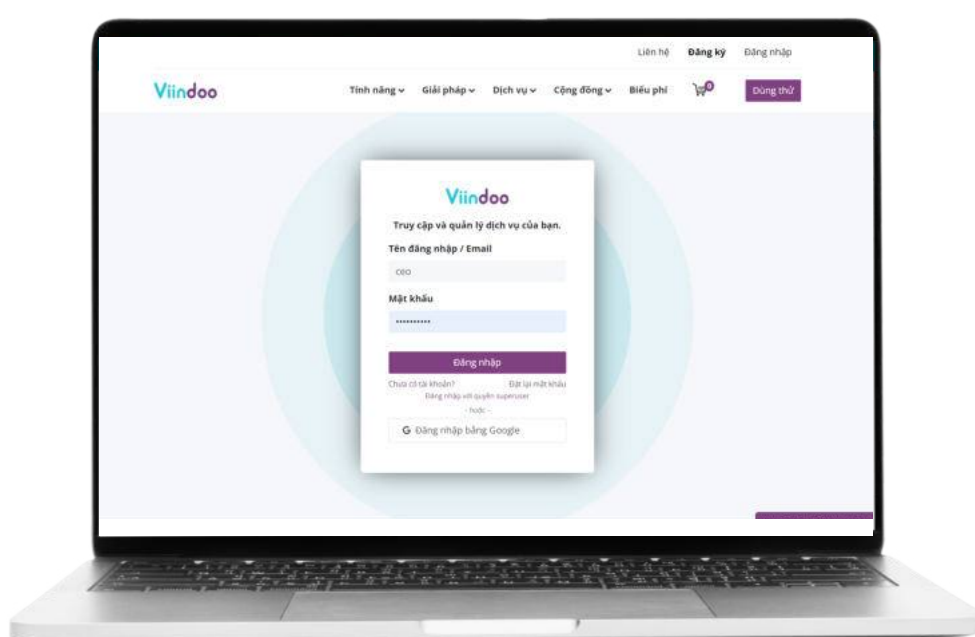 Liên hệ Đăng ký Đăng nhập
Viindoo Tính năng Giải pháp Dịch vụ Cộng đồng Biểu phí 0 Dùng thử
Viindoo
Truy cập và quản lý dịch vụ của bạn.
Tên đăng nhập / Email
ceo
Mật khẩu
••••••••••
Đăng nhập
Chưa có tài khoản? Đặt lại mật khẩu
Đăng nhập với quyền superuser
- hoặc -
G Đăng nhập bằng Google